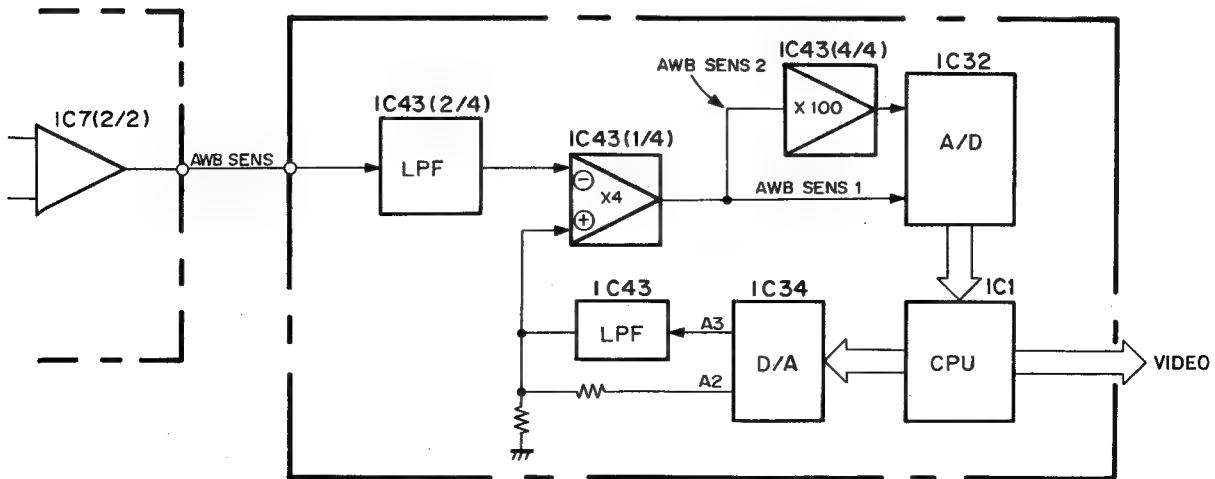 IC7(2/2)
AWB SENS
IC43(2/4)
LPF
IC43(1/4)
−
X4
+
AWB SENS 2
IC43(4/4)
X 100
IC32
A/D
AWB SENS 1
IC43
LPF
A3
A2
IC34
D/A
IC1
CPU
VIDEO